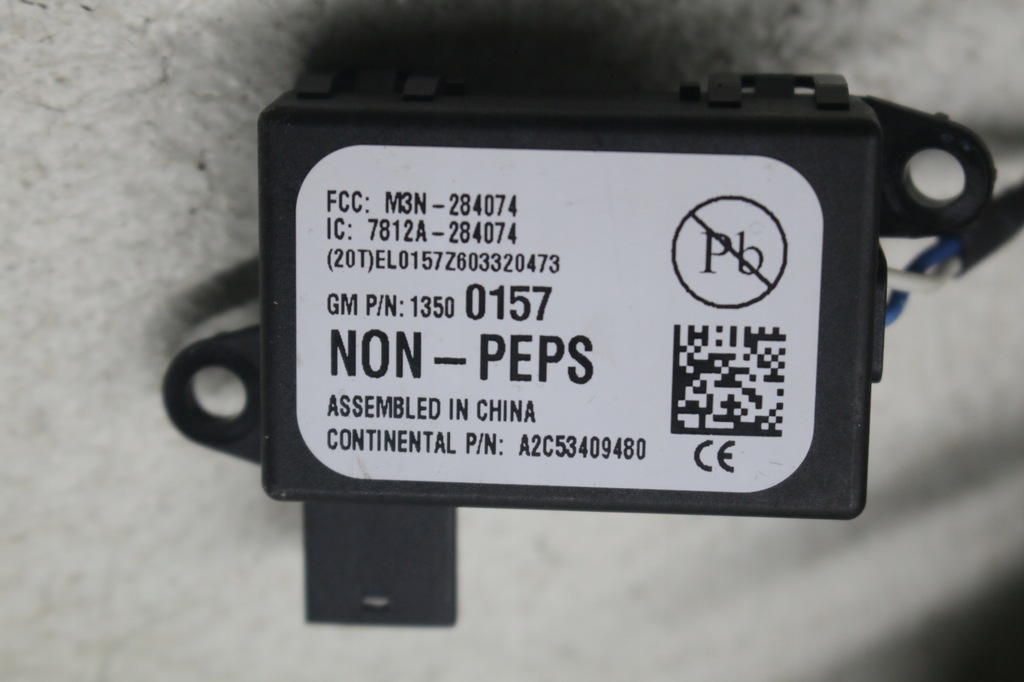 FCC: M3N-284074
IC: 7812A-284074
(20T)EL0157Z603320473
GM P/N: 1350 0157
NON-PEPS
ASSEMBLED IN CHINA
CONTINENTAL P/N: A2C53409480
Pb
CE